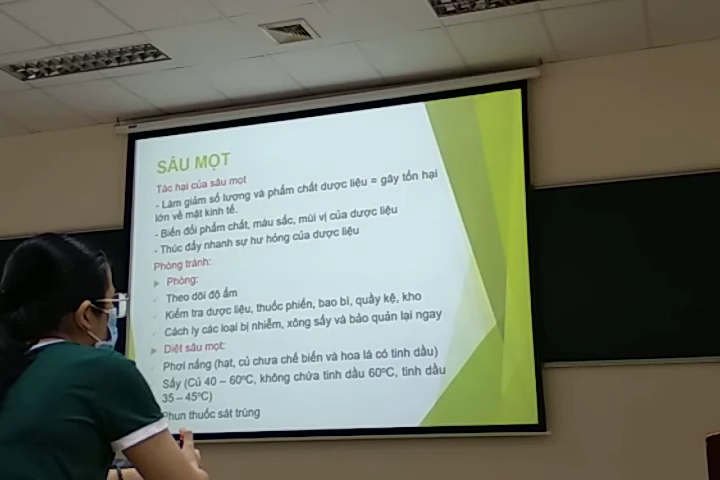 SÂU MỌT
Tác hại của sâu mọt
- Làm giảm số lượng và phẩm chất dược liệu = gây tổn hại
lớn về mặt kinh tế.
- Biến đổi phẩm chất, màu sắc, mùi vị của dược liệu
- Thúc đẩy nhanh sự hư hỏng của dược liệu
Phòng tránh:
Phòng:
Theo dõi độ ẩm
Kiểm tra dược liệu, thuốc phiến, bao bì, quầy kệ, kho
Cách ly các loại bị nhiễm, xông sấy và bảo quản lại ngay
Diệt sâu mọt:
Phơi nắng (hạt, củ chưa chế biến và hoa lá có tinh dầu)
Sấy (Củ 40 – 60ºC, không chứa tinh dầu 60ºC, tinh dầu
35 – 45ºC)
Phun thuốc sát trùng